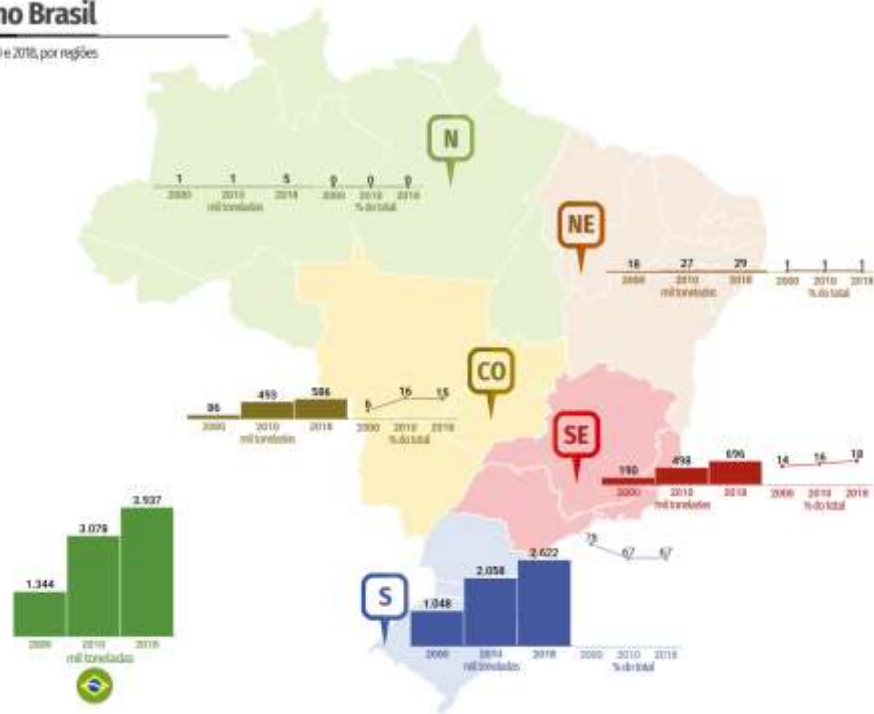 no Brasil
e 2018, por regiões
N
1 1 5 0 0 0
2000 2010 2018 2000 2010 2018
mil toneladas % do total
NE
18 27 29 1 1 1
2000 2010 2018 2000 2010 2018
mil toneladas % do total
CO
86 493 586 6 16 15
2000 2010 2018 2000 2010 2018
mil toneladas % do total
SE
190 498 696 14 16 18
2000 2010 2018 2000 2010 2018
mil toneladas % do total
3.937
3.078
1.344
2000 2010 2018
mil toneladas
S
1.048 2.058 2.622 78 67 67
2000 2010 2018 2000 2010 2018
mil toneladas % do total